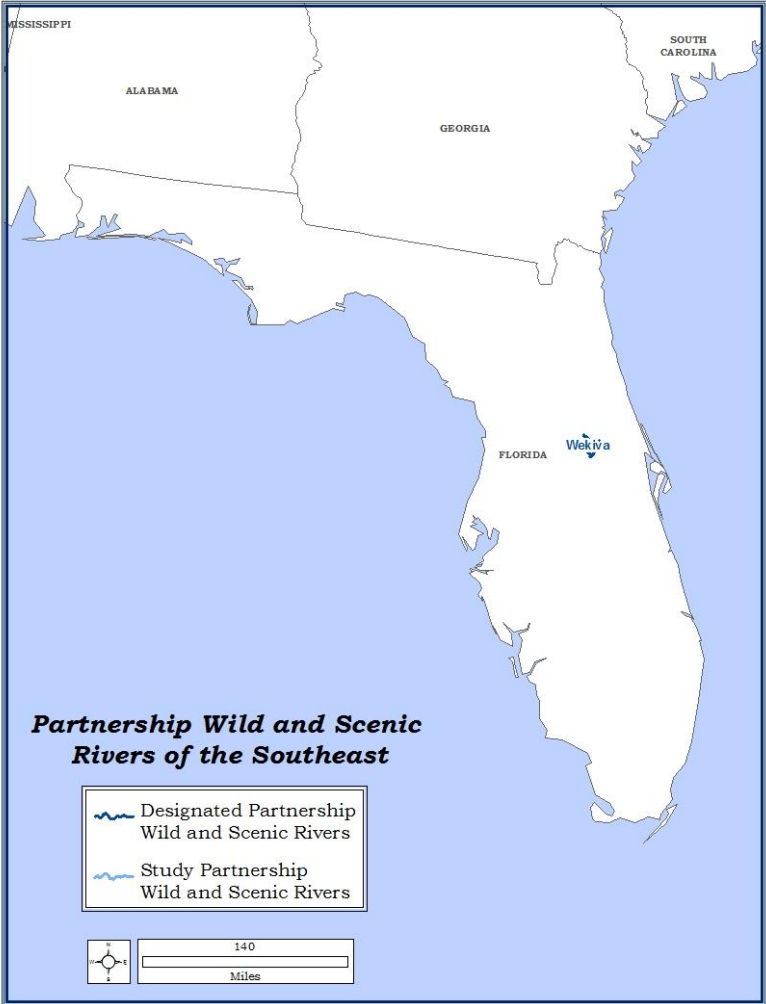 MISSISSIPPI
SOUTH
CAROLINA
ALABAMA
GEORGIA
Wekiva
FLORIDA
Partnership Wild and Scenic
Rivers of the Southeast
Designated Partnership
Wild and Scenic Rivers
Study Partnership
Wild and Scenic Rivers
N
W E
S
140
Miles